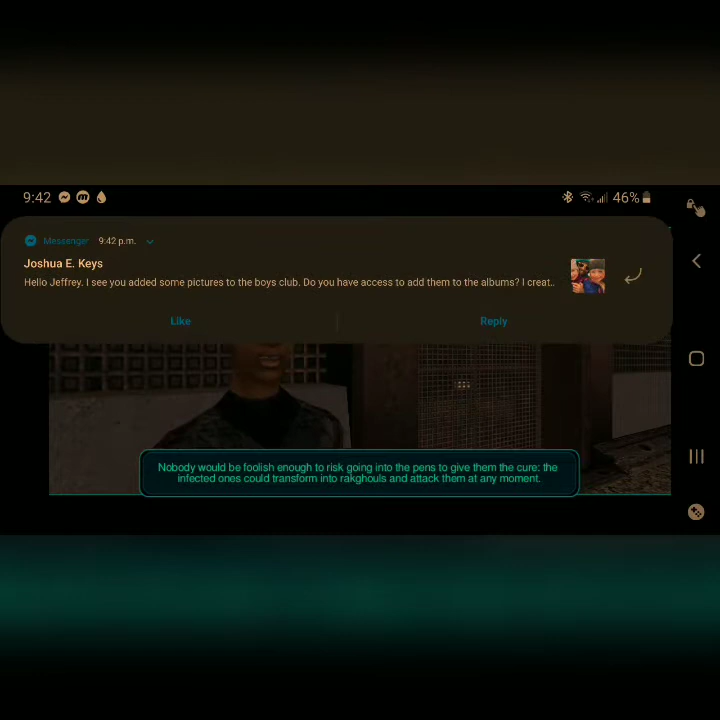 9:42 46%
Messenger 9:42 p.m.
Joshua E. Keys
Hello Jeffrey. I see you added some pictures to the boys club. Do you have access to add them to the albums? I creat..
Like Reply
Nobody would be foolish enough to risk going into the pens to give them the cure: the
infected ones could transform into rakghouls and attack them at any moment.